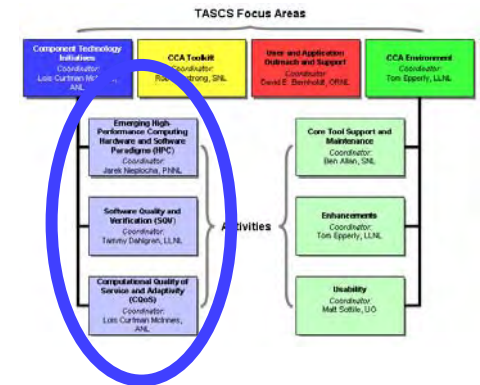 TASCS Focus Areas
Component Technology
Initiatives
Coordinator:
Lois Curfman
ANL
CCA Toolkit
Coordinator
strong, SNL
User and Application
Outreach and Support
Coordinator
David E. Bernholdt, ORNL
CCA Environment
Coordinator:
Tom Epperly, LLNL
Emerging High-
Performance Computing
Hardware and Software
Paradigms (HPC)
Coordinator:
Jarek Nieplocha, PNNL
Software Quality and
Verification (SQV)
Coordinator:
Tammy Dahlgren, LLNL
Computational Quality of
Service and Adaptivity
(CQoS)
Coordinator:
Lois Curfman McInnes,
ANL
Activities
Core Tool Support and
Maintenance
Coordinator:
Ben Allan, SNL
Enhancements
Coordinator:
Tom Epperly, LLNL
Usability
Coordinator:
Matt Sottile, UO